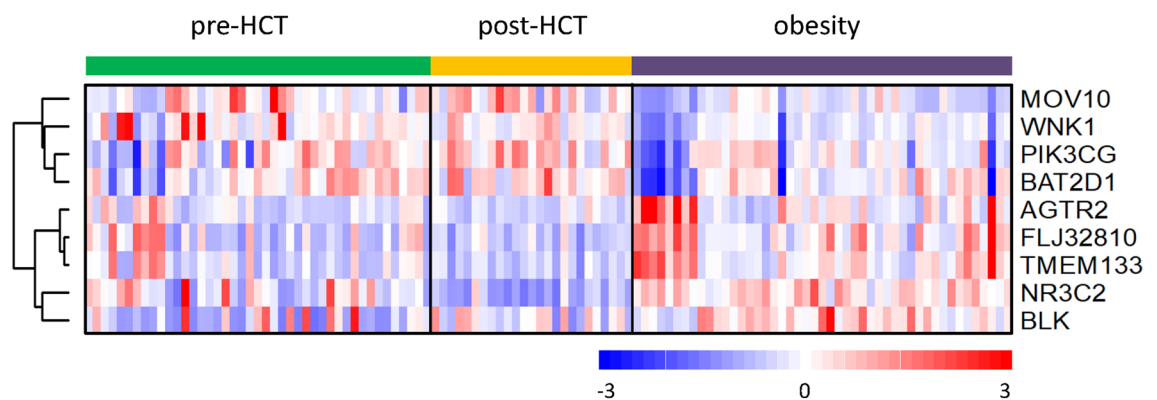 pre-HCT post-HCT obesity
MOV10
WNK1
PIK3CG
BAT2D1
AGTR2
FLJ32810
TMEM133
NR3C2
BLK
-3 0 3